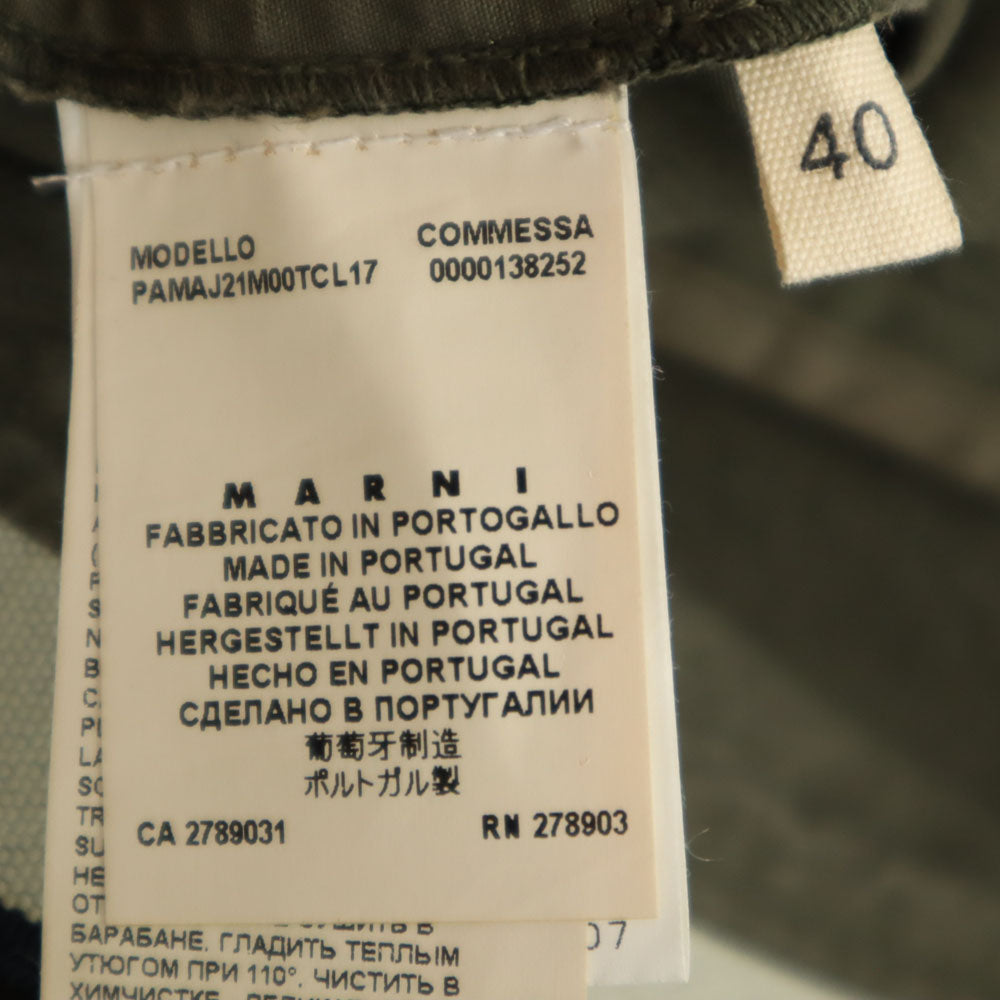 40
MODELLO COMMESSA
PAMAJ21M00TCL17 0000138252
MARNI
FABBRICATO IN PORTOGALLO
MADE IN PORTUGAL
FABRIQUÉ AU PORTUGAL
HERGESTELLT IN PORTUGAL
HECHO EN PORTUGAL
СДЕЛАНО В ПОРТУГАЛИИ
葡萄牙制造
ポルトガル製
CA 2789031 RN 278903
07
СУШИТЬ В
БАРАБАНЕ. ГЛАДИТЬ ТЕПЛЫМ
УТЮГОМ ПРИ 110°. ЧИСТИТЬ В